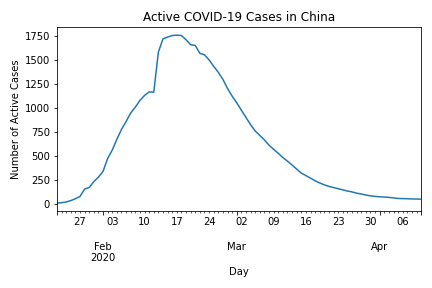 Active COVID-19 Cases in China
Number of Active Cases
1750
1500
1250
1000
750
500
250
0
27 03 10 17 24 02 09 16 23 30 06
Feb Mar Apr
2020
Day